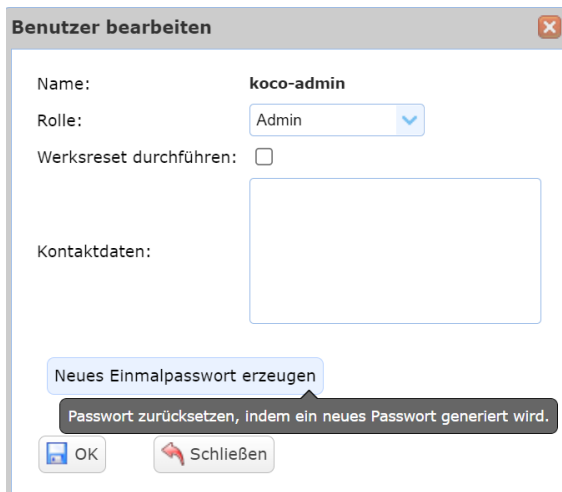 Benutzer bearbeiten
Name: koco-admin
Rolle: Admin
Werksreset durchführen:
Kontaktdaten:
Neues Einmalpasswort erzeugen
Passwort zurücksetzen, indem ein neues Passwort generiert wird.
OK Schließen